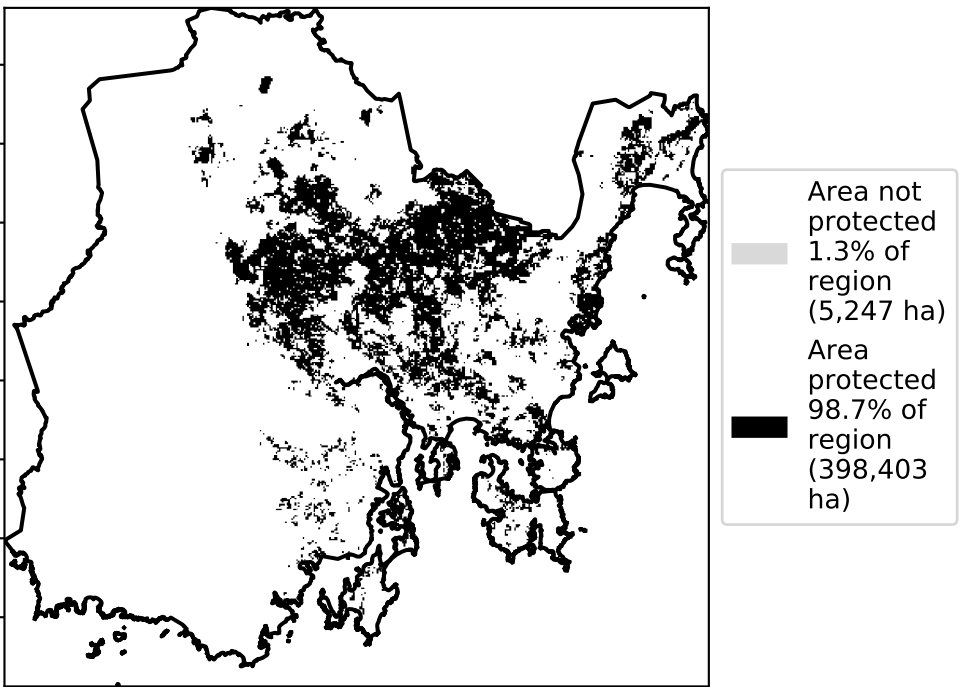 Area not
protected
1.3% of
region
(5,247 ha)
Area
protected
98.7% of
region
(398,403
ha)